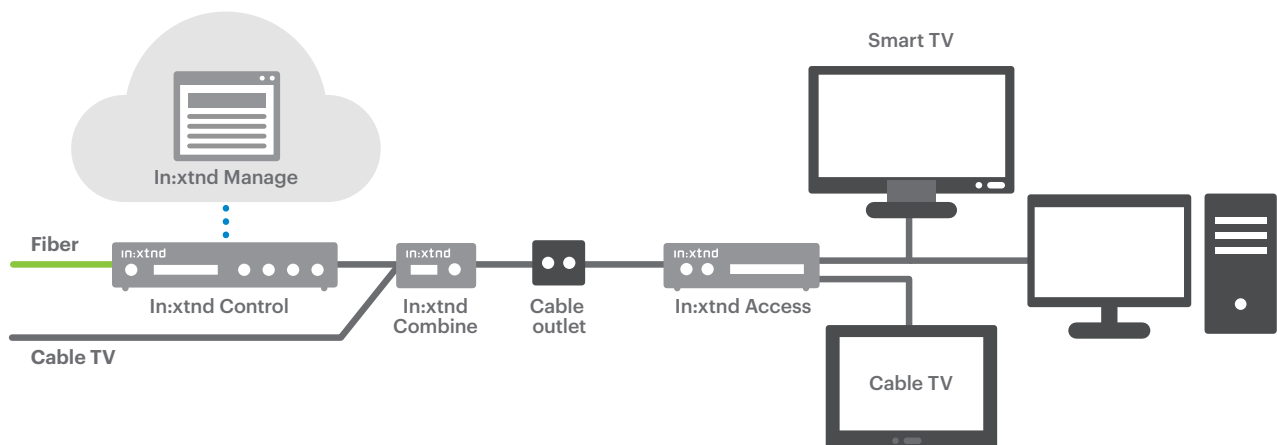 Smart TV
In:xtnd Manage
Fiber
in:xtnd
in:xtnd
in:xtnd
In:xtnd Control
In:xtnd
Combine
Cable
outlet
In:xtnd Access
Cable TV
Cable TV